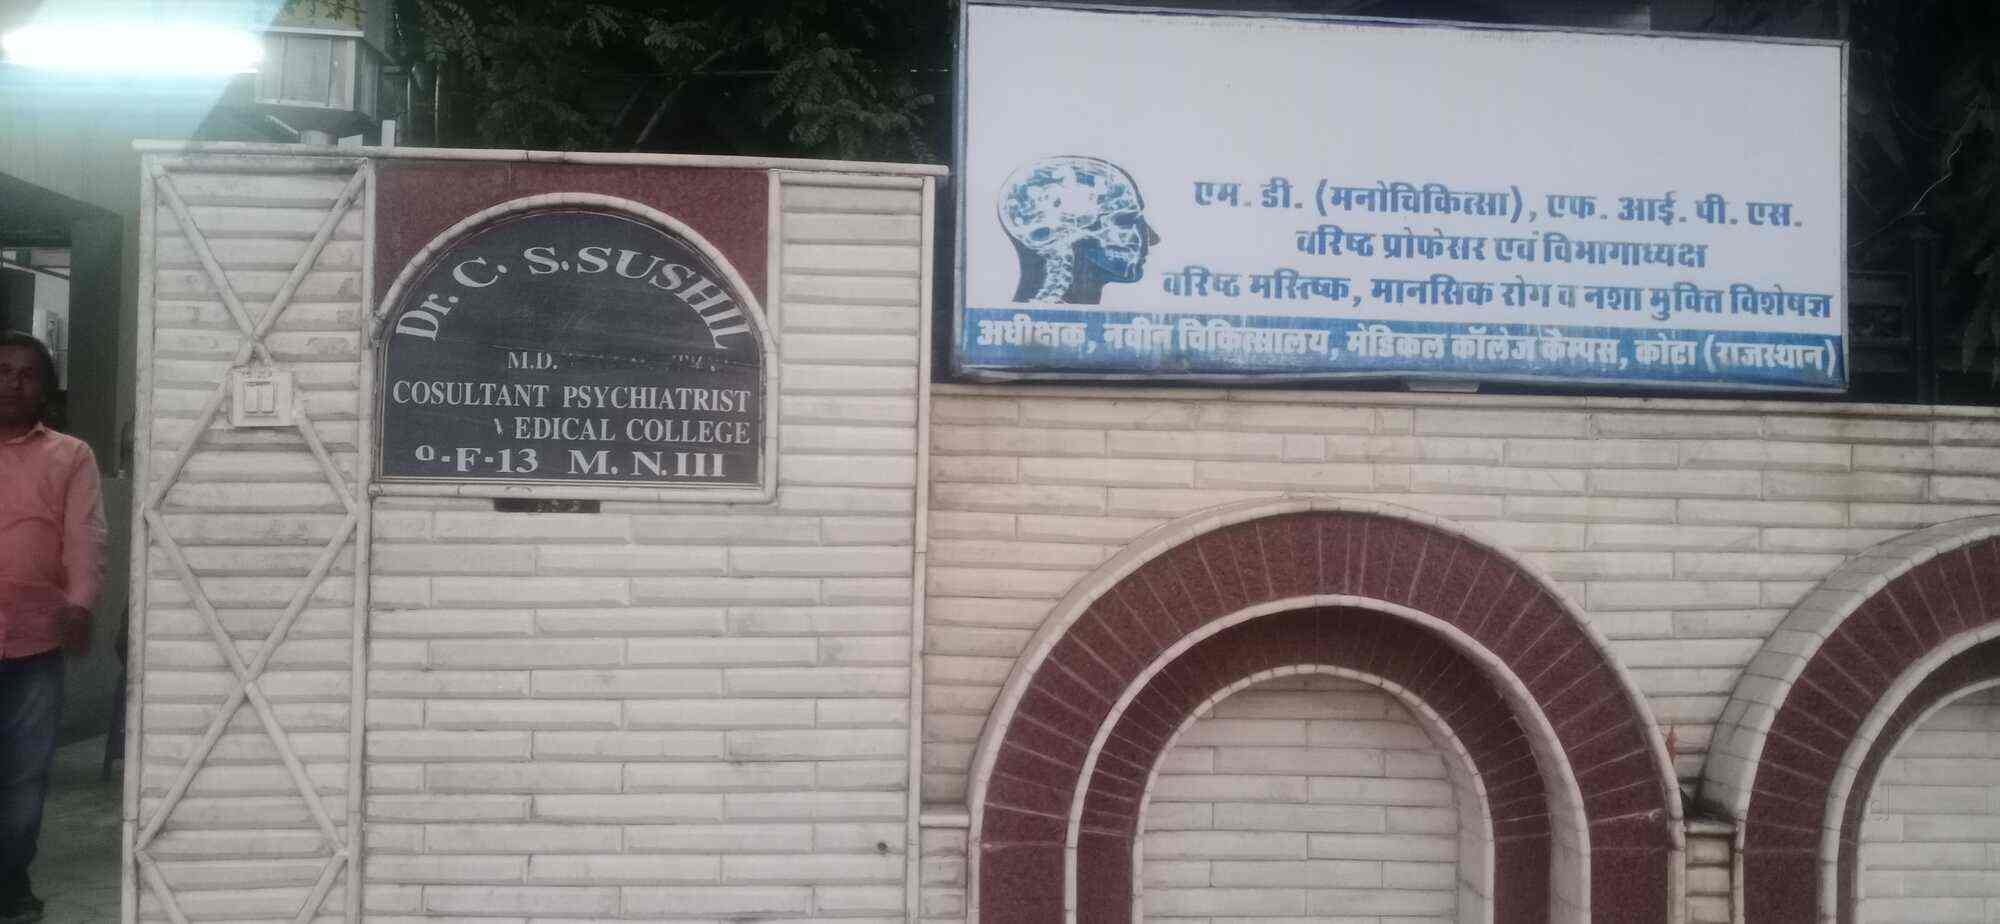 Dr. C. S. SUSHIL
M.D.
COSULTANT PSYCHIATRIST
EDICAL COLLEGE
9-F-13 M. N. III
एम. डी. (मनोचिकित्सा), एफ. आई. पी. एस.
वरिष्ठ प्रोफेसर एवं विभागाध्यक्ष
वरिष्ठ मस्तिष्क, मानसिक रोग व नशा मुक्ति विशेषज्ञ
अधीक्षक, नवीन चिकित्सालय, मेडिकल कॉलेज कैम्पस, कोटा (राजस्थान)